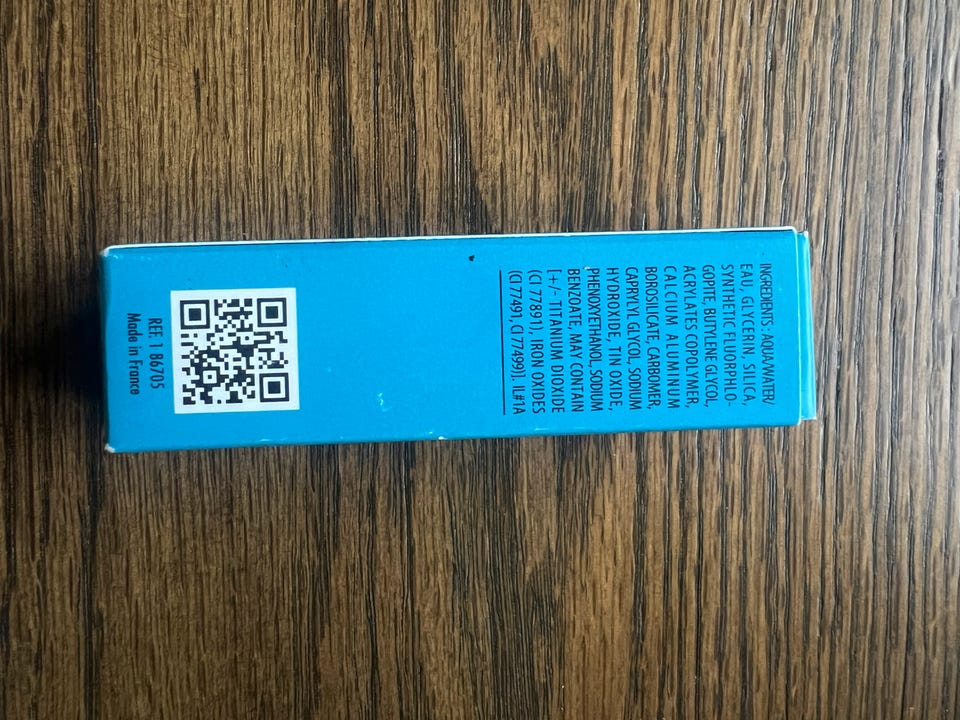 INGREDIENTS : AQUA/WATER/
EAU, GLYCERIN, SILICA,
SYNTHETIC FLUORPHLO-
GOPITE, BUTYLENE GLYCOL,
ACRYLATES COPOLYMER,
CALCIUM ALUMINUM
BOROSILICATE, CARBOMER,
CAPRYLYL GLYCOL, SODIUM
HYDROXIDE, TIN OXIDE,
PHENOXYETHANOL, SODIUM
BENZOATE, MAY CONTAIN
[+/- TITANIUM DIOXIDE
(CI 77891), IRON OXIDES
(CI 77491, CI 77499)]. IL#1A
REF. 1 86705
Made in France